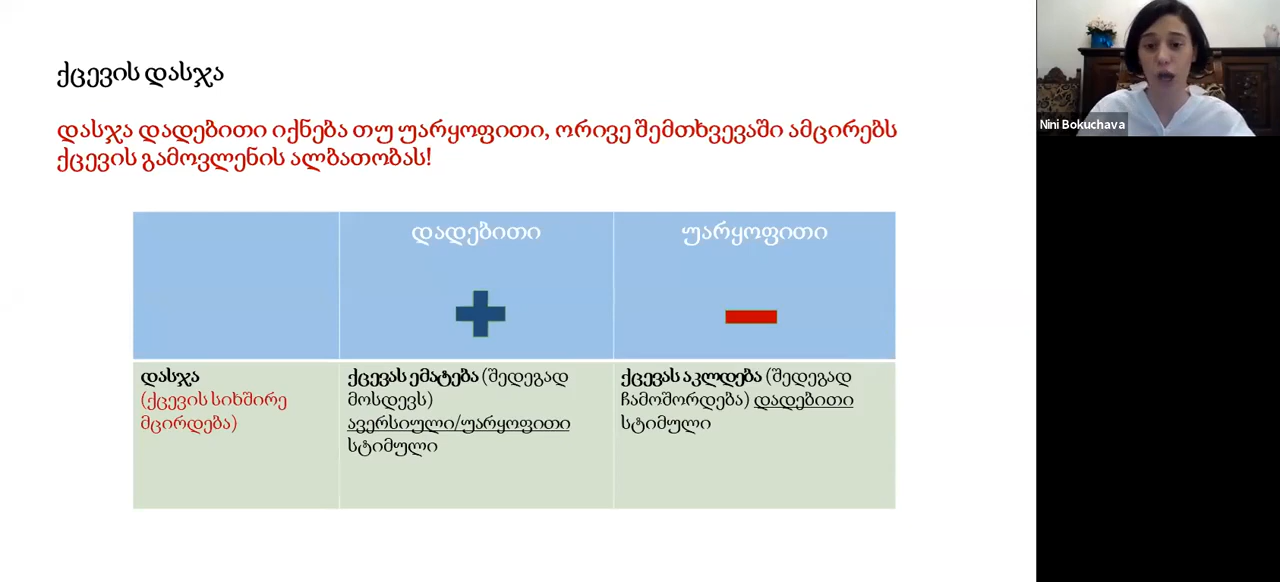 ქცევის დასჯა
დასჯა დადებითი იქნება თუ უარყოფითი, ორივე შემთხვევაში ამცირებს
ქცევის გამოვლენის ალბათობას!
დადებითი
უარყოფითი
დასჯა
(ქცევის სიხშირე
მცირდება)
ქცევას ემატება (შედეგად
მოსდევს)
ავერსიული/უარყოფითი
სტიმული
ქცევას აკლდება (შედეგად
ჩამოშორდება) დადებითი
სტიმული
Nini Bokuchava